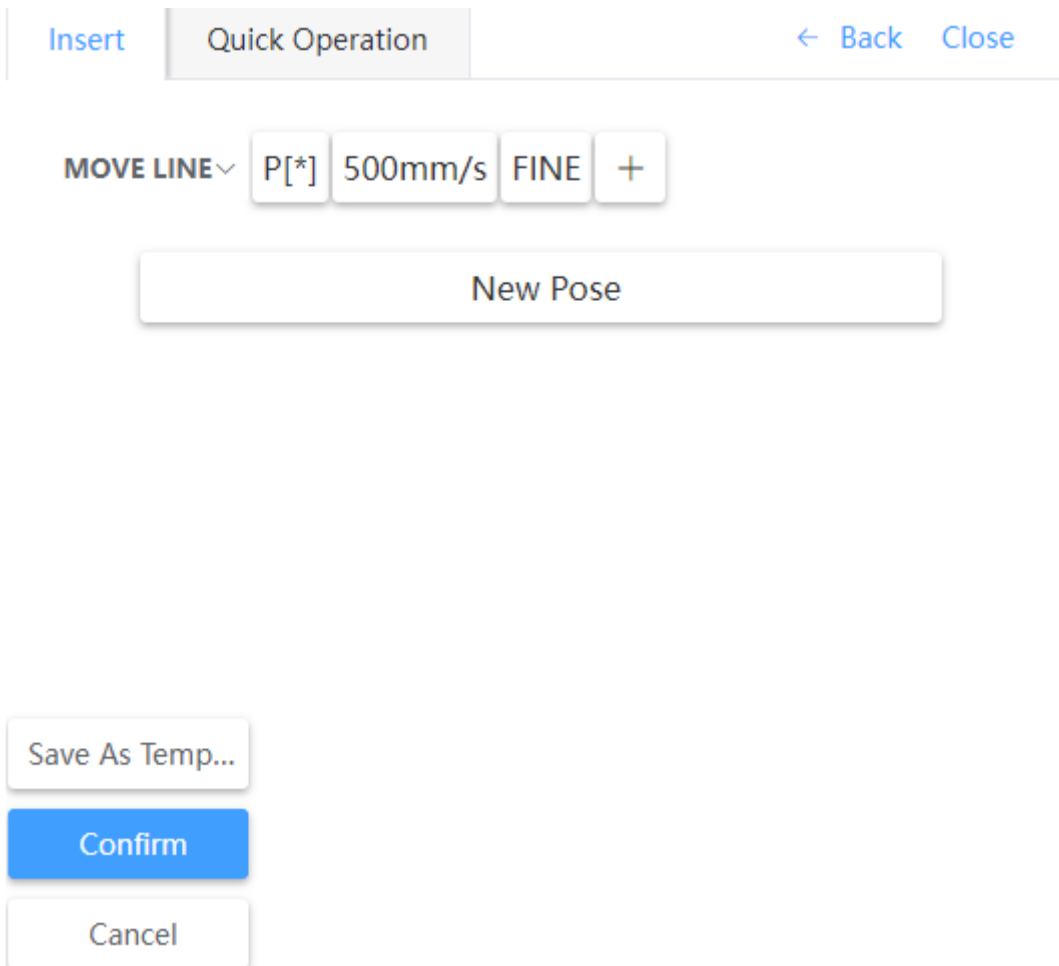 Insert Quick Operation ← Back Close
MOVE LINE P[*] 500mm/s FINE +
New Pose
Save As Temp...
Confirm
Cancel